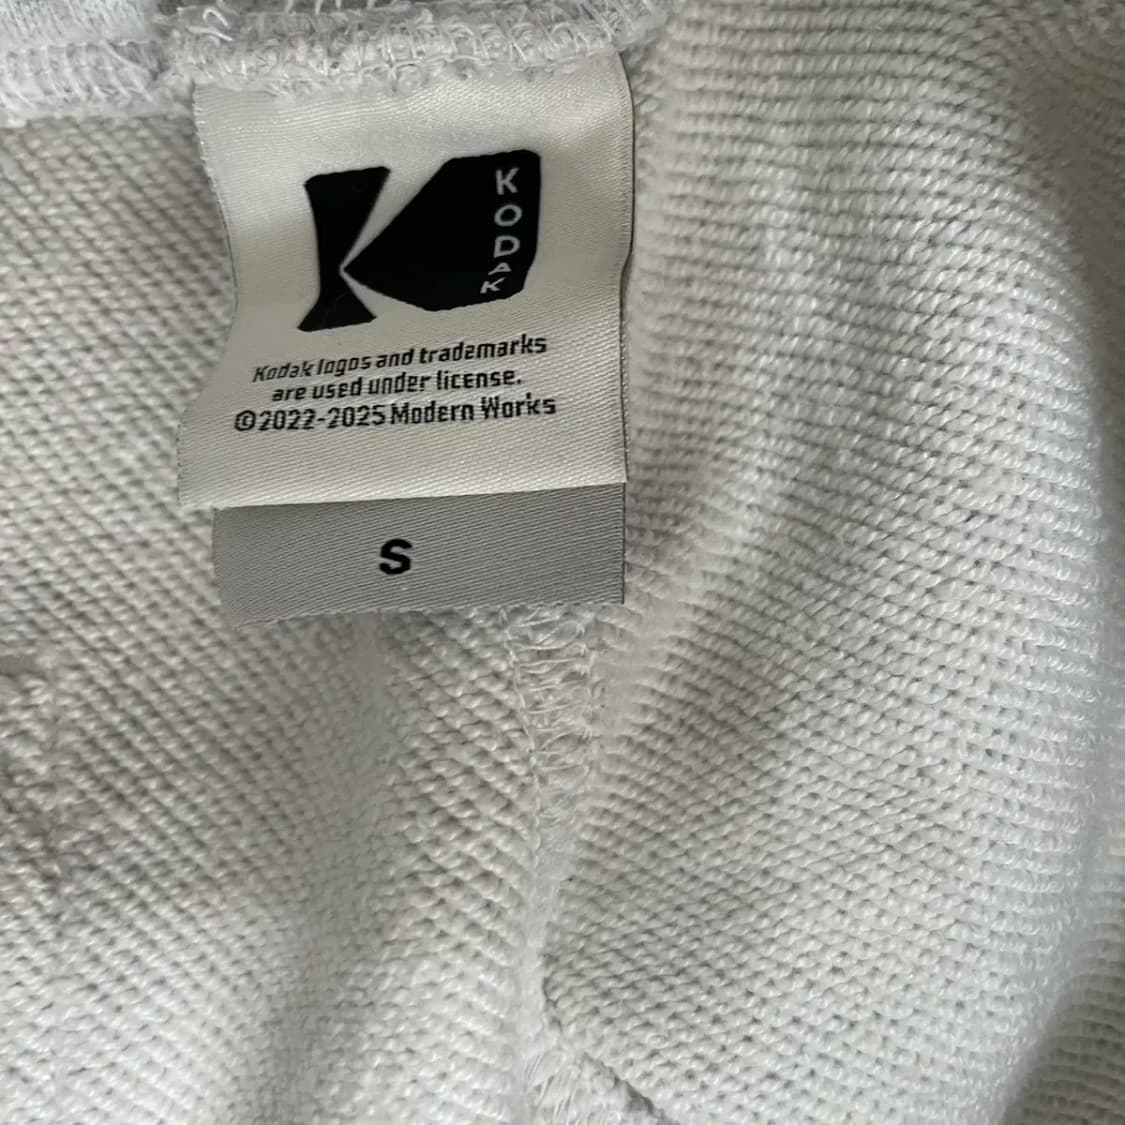 KODAK
Kodak logos and trademarks
are used under license.
©2022-2025 Modern Works
S